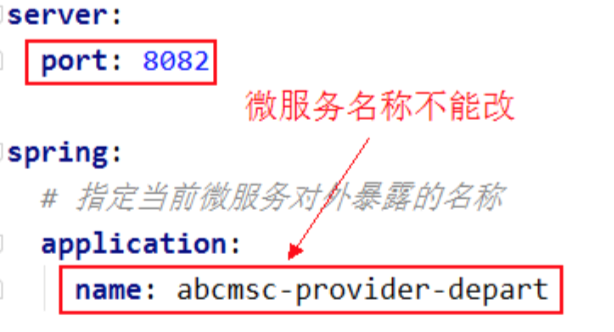 server:
port: 8082
微服务名称不能改
spring:
# 指定当前微服务对外暴露的名称
application:
name: abcmsc-provider-depart